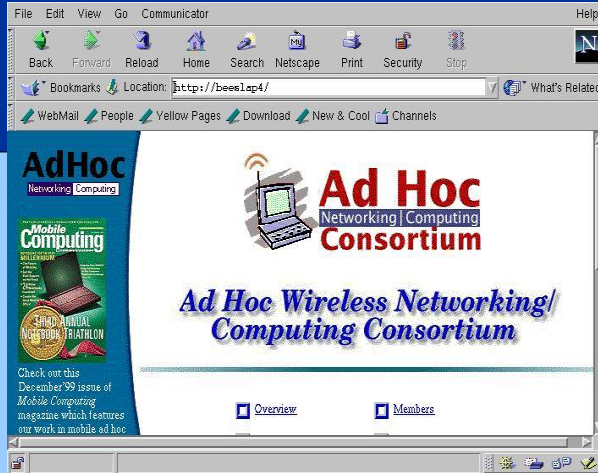 File Edit View Go Communicator Help
Back Forward Reload Home Search Netscape Print Security Stop
Bookmarks Location: http://beeslap4/ What's Relate
WebMail People Yellow Pages Download New & Cool Channels
AdHoc
Networking Computing
Mobile
Computing
MILLENNIUM
THIRD ANNUAL
NOTEBOOK TRIATHLON
Check out this
December'99 issue of
Mobile Computing
magazine which features
our work in mobile ad hoc
Ad Hoc
Networking | Computing
Consortium
Ad Hoc Wireless Networking/
Computing Consortium
Overview Members